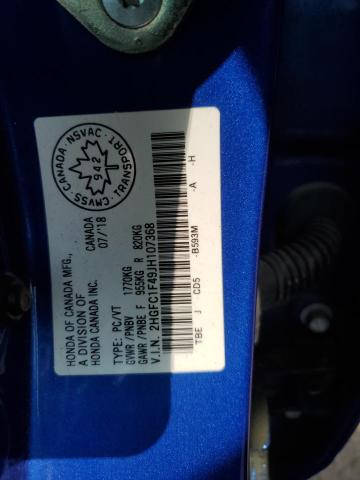 HONDA OF CANADA MFG.,
A DIVISION OF
HONDA CANADA INC.
CANADA
07/18
TYPE: PC/VT
GVWR/PNBV 1770KG
GAWR/PNBE F 955KG R 820KG
V.I.N. 2HGFC1F49JH107368
TBE J CD5 -B593M -A -H
CANADA
NSVAC
942
CMVSS
TRANSPORT